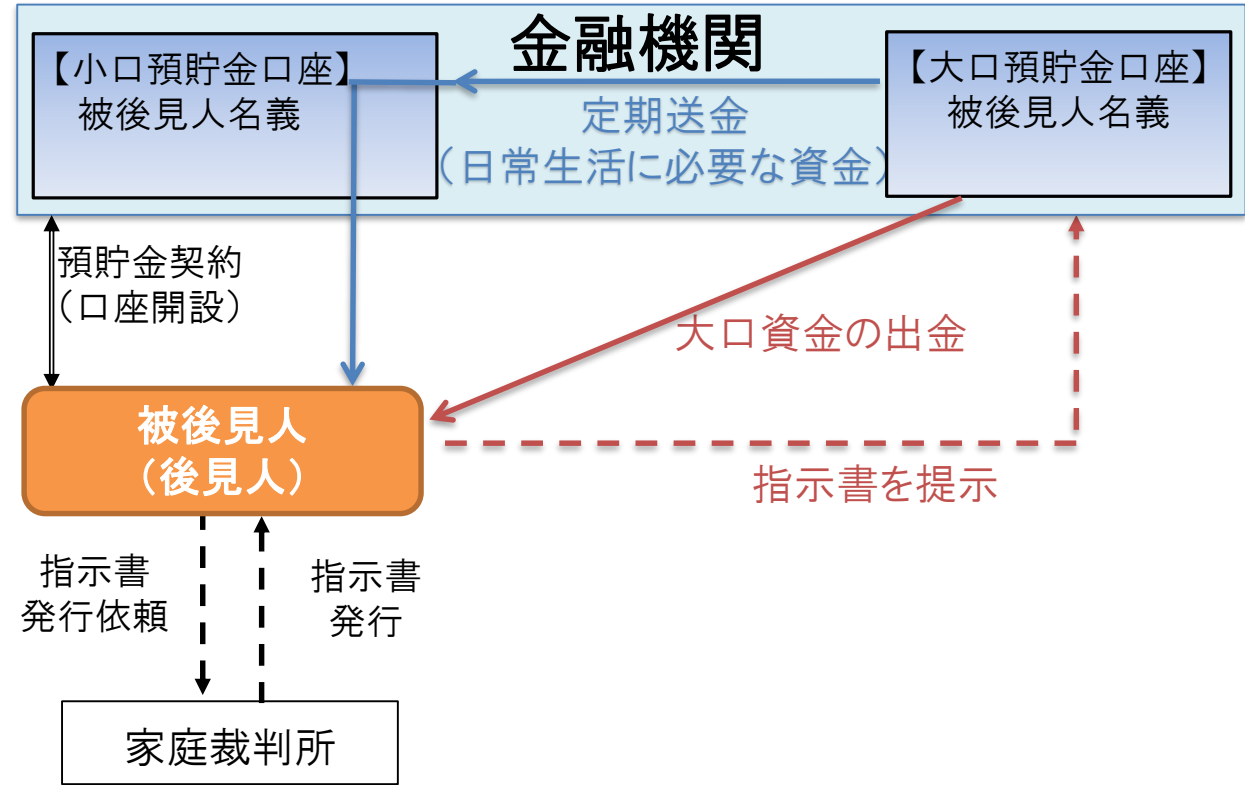 金融機関
【小口預貯金口座】
被後見人名義
【大口預貯金口座】
被後見人名義
定期送金
（日常生活に必要な資金）
預貯金契約
（口座開設）
大口資金の出金
被後見人
（後見人）
指示書を提示
指示書
発行依頼
指示書
発行
家庭裁判所